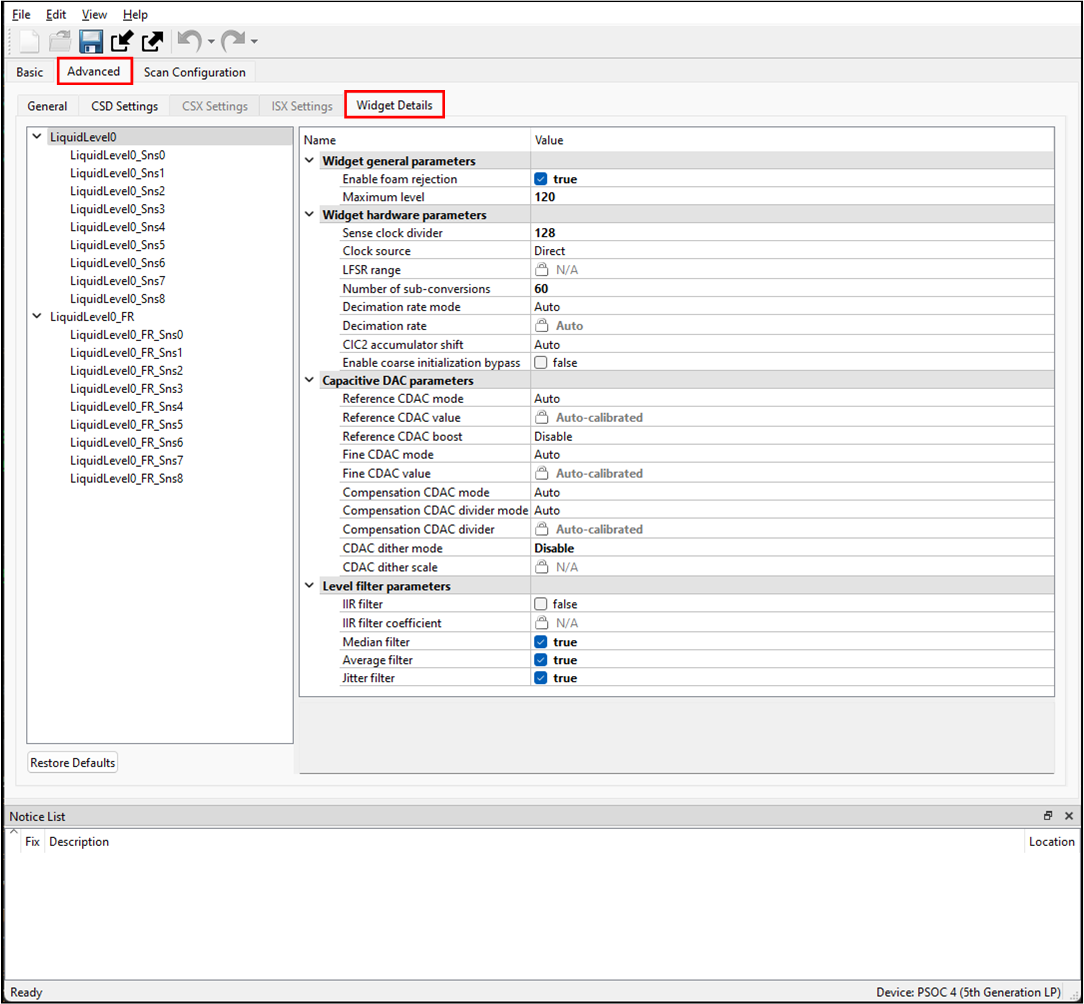 File Edit View Help
Basic Advanced Scan Configuration
General CSD Settings CSX Settings ISX Settings Widget Details
LiquidLevel0
LiquidLevel0_Sns0
LiquidLevel0_Sns1
LiquidLevel0_Sns2
LiquidLevel0_Sns3
LiquidLevel0_Sns4
LiquidLevel0_Sns5
LiquidLevel0_Sns6
LiquidLevel0_Sns7
LiquidLevel0_Sns8
LiquidLevel0_FR
LiquidLevel0_FR_Sns0
LiquidLevel0_FR_Sns1
LiquidLevel0_FR_Sns2
LiquidLevel0_FR_Sns3
LiquidLevel0_FR_Sns4
LiquidLevel0_FR_Sns5
LiquidLevel0_FR_Sns6
LiquidLevel0_FR_Sns7
LiquidLevel0_FR_Sns8
Restore Defaults
Name Value
Widget general parameters
Enable foam rejection true
Maximum level 120
Widget hardware parameters
Sense clock divider 128
Clock source Direct
LFSR range N/A
Number of sub-conversions 60
Decimation rate mode Auto
Decimation rate Auto
CIC2 accumulator shift Auto
Enable coarse initialization bypass false
Capacitive DAC parameters
Reference CDAC mode Auto
Reference CDAC value Auto-calibrated
Reference CDAC boost Disable
Fine CDAC mode Auto
Fine CDAC value Auto-calibrated
Compensation CDAC mode Auto
Compensation CDAC divider mode Auto
Compensation CDAC divider Auto-calibrated
CDAC dither mode Disable
CDAC dither scale N/A
Level filter parameters
IIR filter false
IIR filter coefficient N/A
Median filter true
Average filter true
Jitter filter true
Notice List
Fix Description Location
Ready Device: PSOC 4 (5th Generation LP)